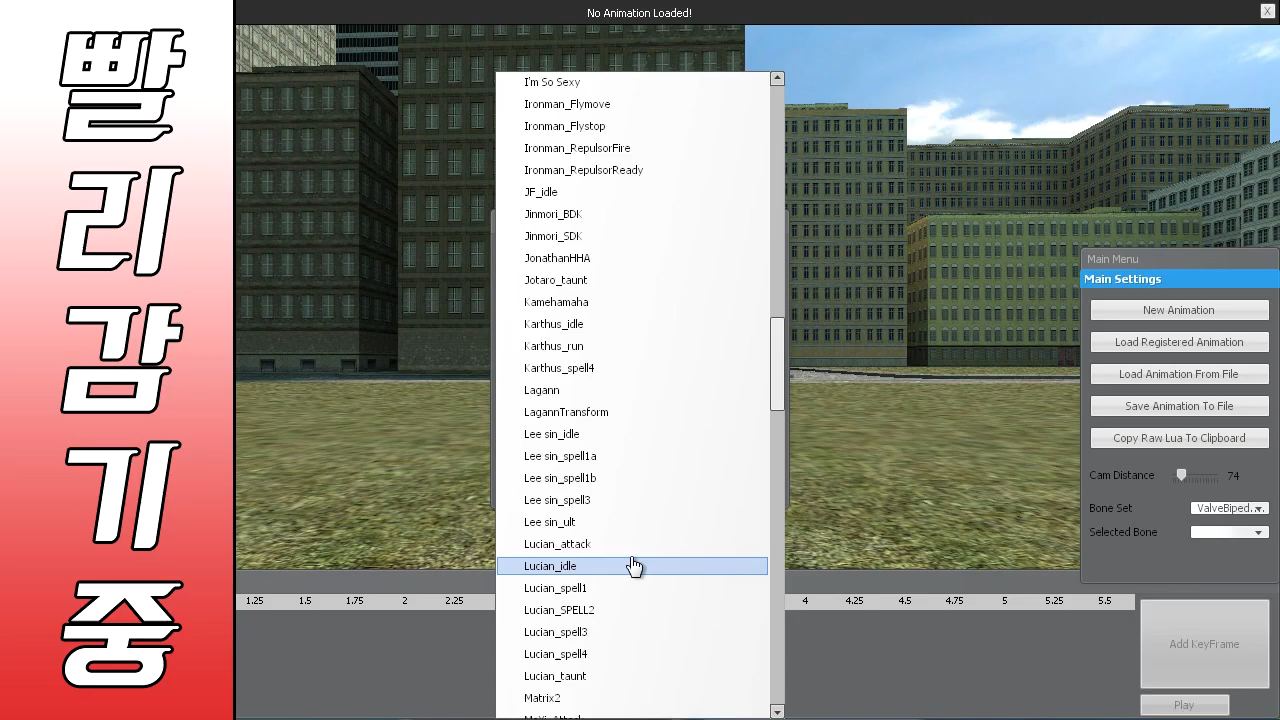 빨
리
감
기
중
No Animation Loaded!
X
I'm So Sexy
Ironman_Flymove
Ironman_Flystop
Ironman_RepulsorFire
Ironman_RepulsorReady
JF_idle
Jinmori_BDK
Jinmori_SDK
JonathanHHA
Jotaro_taunt
Kamehamaha
Karthus_idle
Karthus_run
Karthus_spell4
Lagann
LagannTransform
Lee sin_idle
Lee sin_spell1a
Lee sin_spell1b
Lee sin_spell3
Lee sin_ult
Lucian_attack
Lucian_idle
Lucian_spell1
Lucian_SPELL2
Lucian_spell3
Lucian_spell4
Lucian_taunt
Matrix2
Main Menu
Main Settings
New Animation
Load Registered Animation
Load Animation From File
Save Animation To File
Copy Raw Lua To Clipboard
Cam Distance 74
Bone Set ValveBiped...
Selected Bone
1.25 1.5 1.75 2 2.25 4 4.25 4.5 4.75 5 5.25 5.5
Add KeyFrame
Play